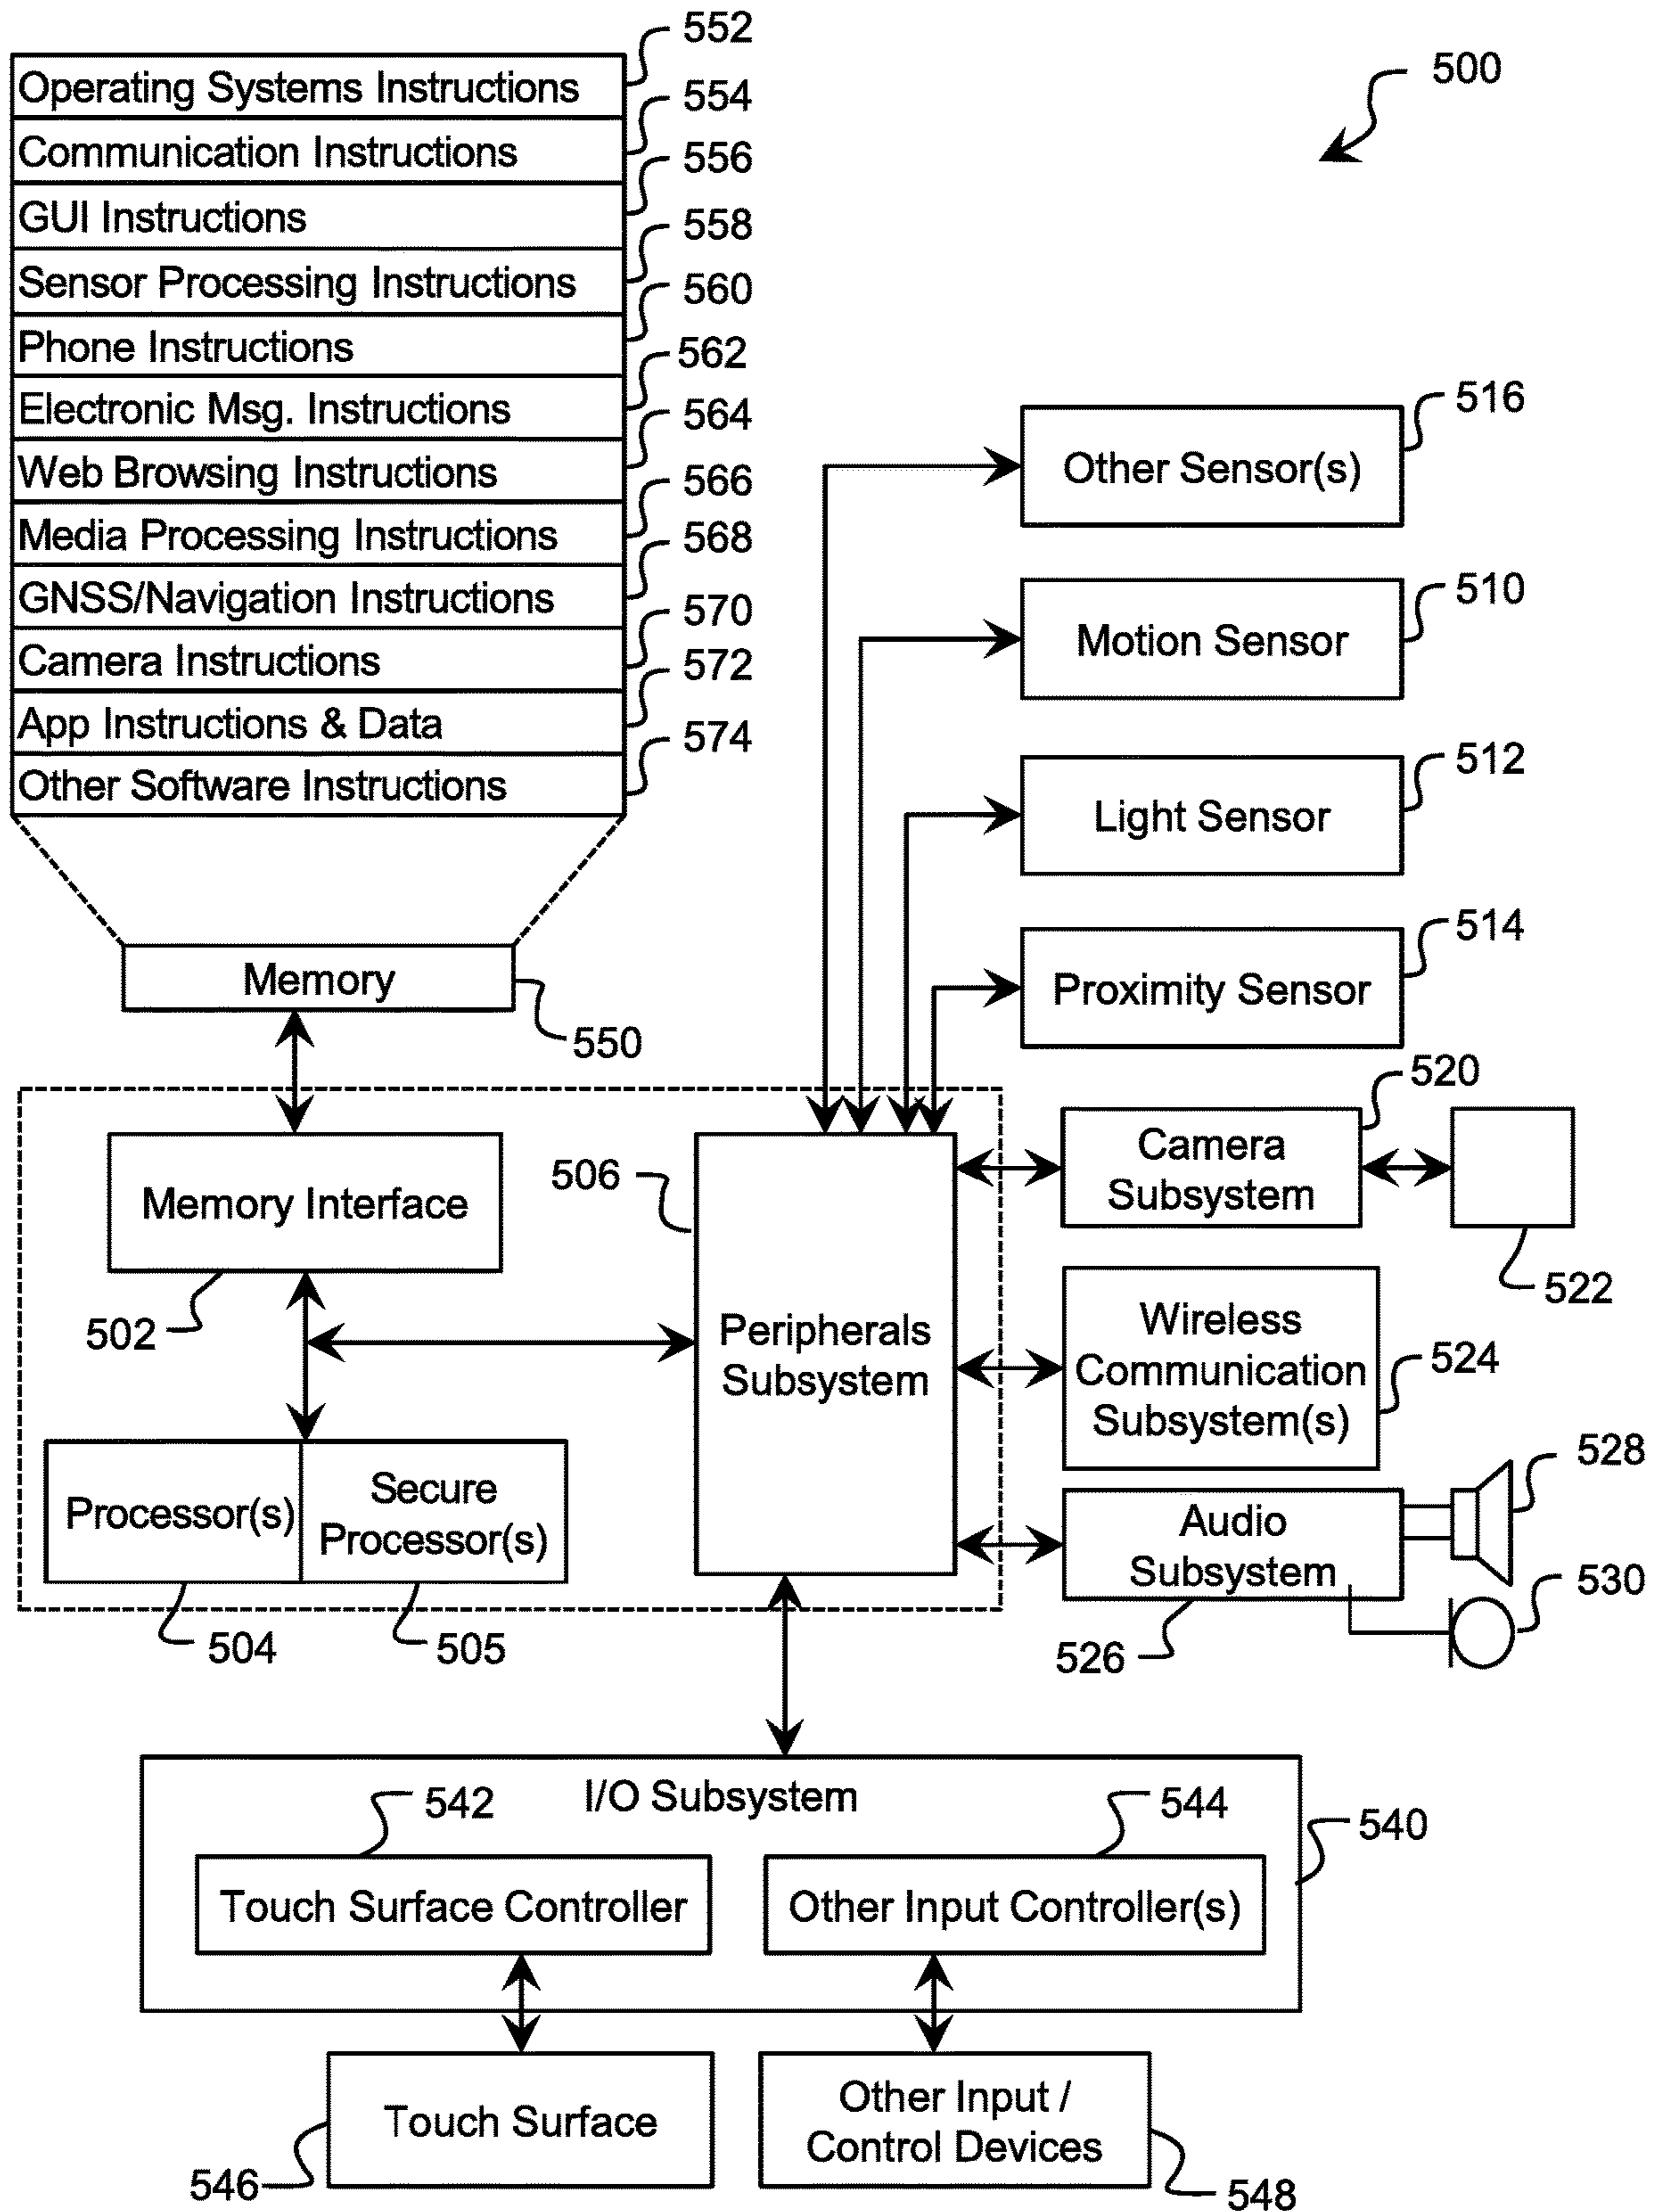 552
500
Operating Systems Instructions
554
Communication Instructions
556
GUI Instructions
558
Sensor Processing Instructions
560
Phone Instructions
562
Electronic Msg. Instructions
564
Web Browsing Instructions
566
Media Processing Instructions
568
GNSS/Navigation Instructions
570
Camera Instructions
572
App Instructions & Data
574
Other Software Instructions
516
Other Sensor(s)
510
Motion Sensor
512
Light Sensor
514
Proximity Sensor
Memory
550
520
Camera
Subsystem
522
Memory Interface
502
506
Peripherals
Subsystem
Wireless
Communication
Subsystem(s)
524
Processor(s)
Secure
Processor(s)
504
505
Audio
Subsystem
526
528
530
I/O Subsystem
542
544
540
Touch Surface Controller
Other Input Controller(s)
Touch Surface
546
Other Input /
Control Devices
548